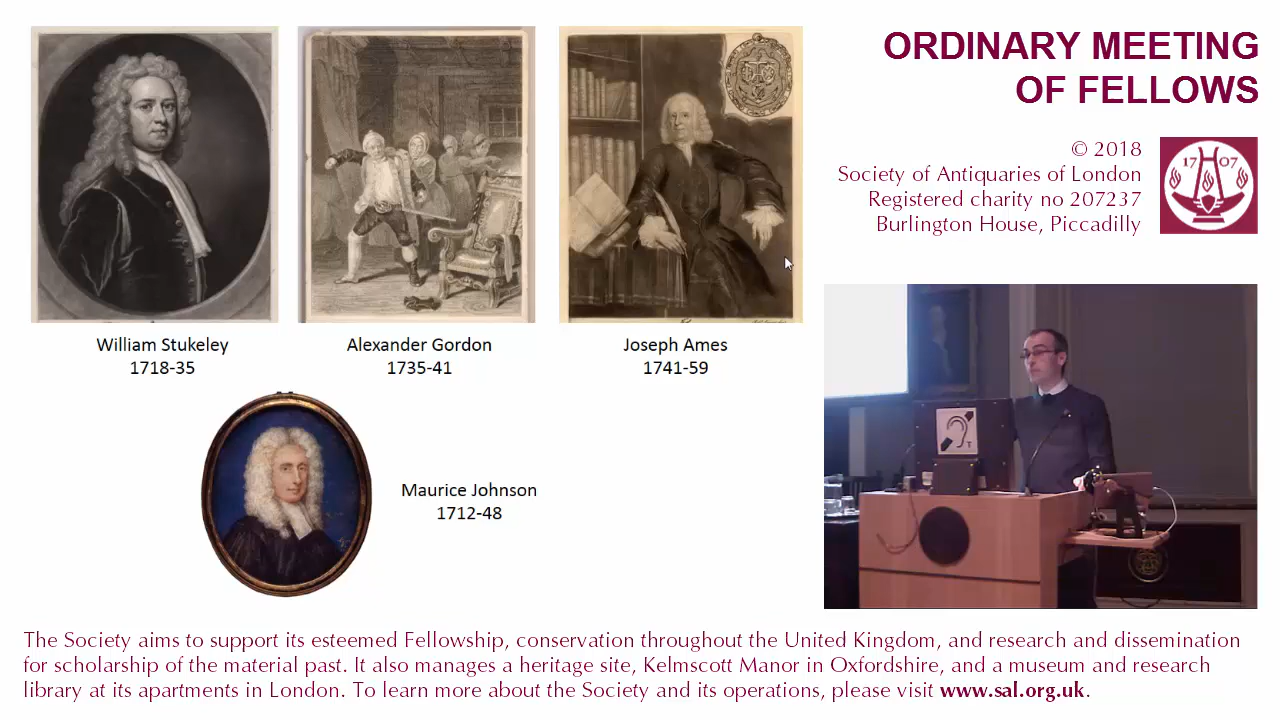 ORDINARY MEETING
OF FELLOWS
© 2018
Society of Antiquaries of London
Registered charity no 207237
Burlington House, Piccadilly
17 07
William Stukeley
1718-35
Alexander Gordon
1735-41
Joseph Ames
1741-59
Maurice Johnson
1712-48
T
The Society aims to support its esteemed Fellowship, conservation throughout the United Kingdom, and research and dissemination
for scholarship of the material past. It also manages a heritage site, Kelmscott Manor in Oxfordshire, and a museum and research
library at its apartments in London. To learn more about the Society and its operations, please visit www.sal.org.uk.